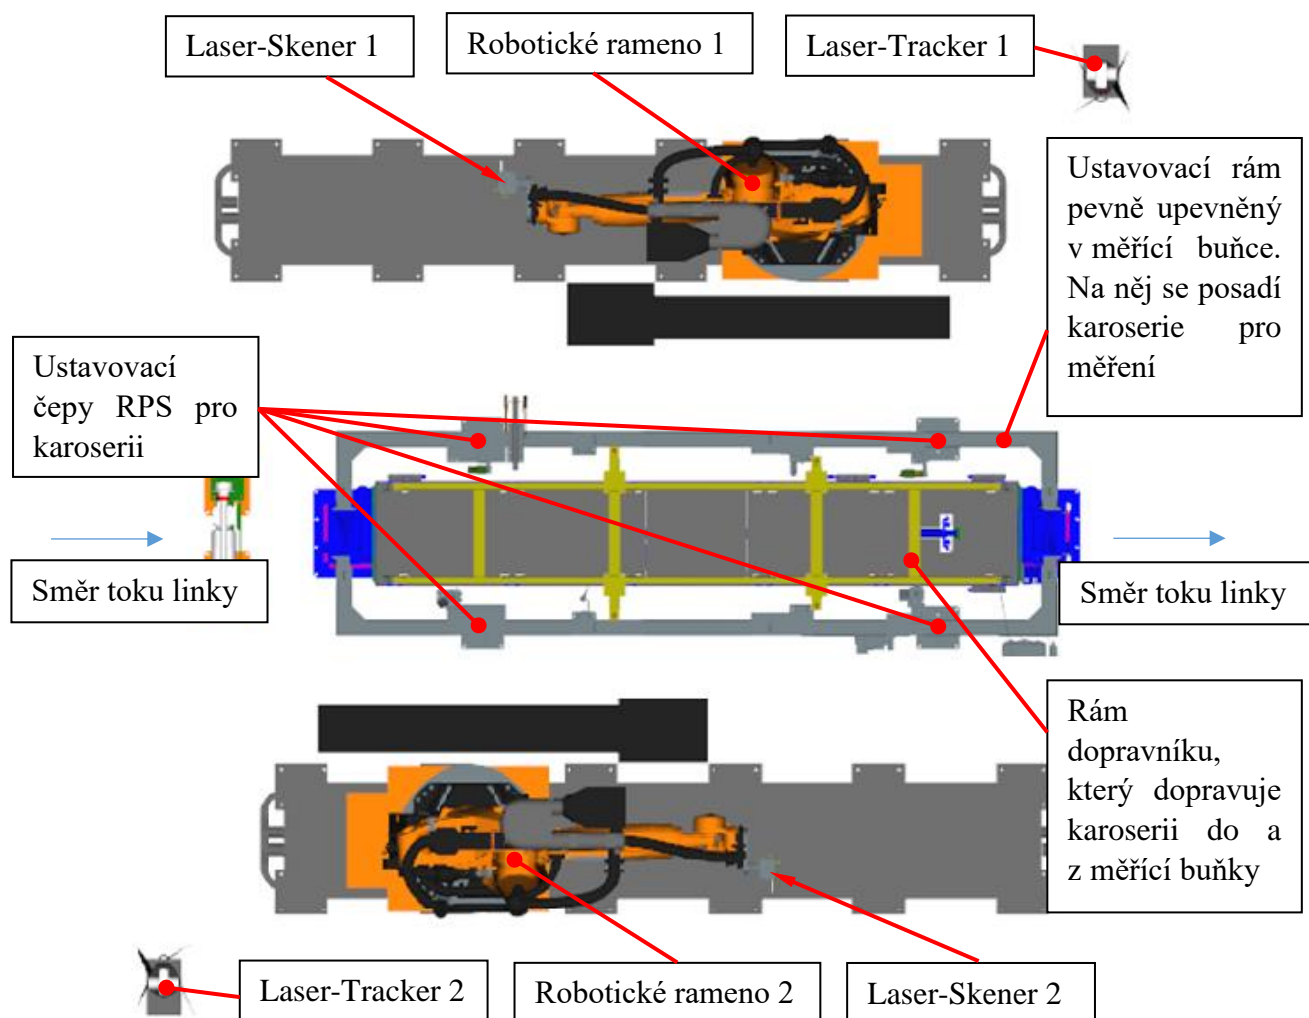 Laser-Skener 1
Robotické rameno 1
Laser-Tracker 1
Ustavovací rám
pevně upevněný
v měřící buňce.
Na něj se posadí
karoserie pro
měření
Ustavovací
čepy RPS pro
karoserii
Směr toku linky
Směr toku linky
Rám
dopravníku,
který dopravuje
karoserii do a
z měřící buňky
Laser-Tracker 2
Robotické rameno 2
Laser-Skener 2